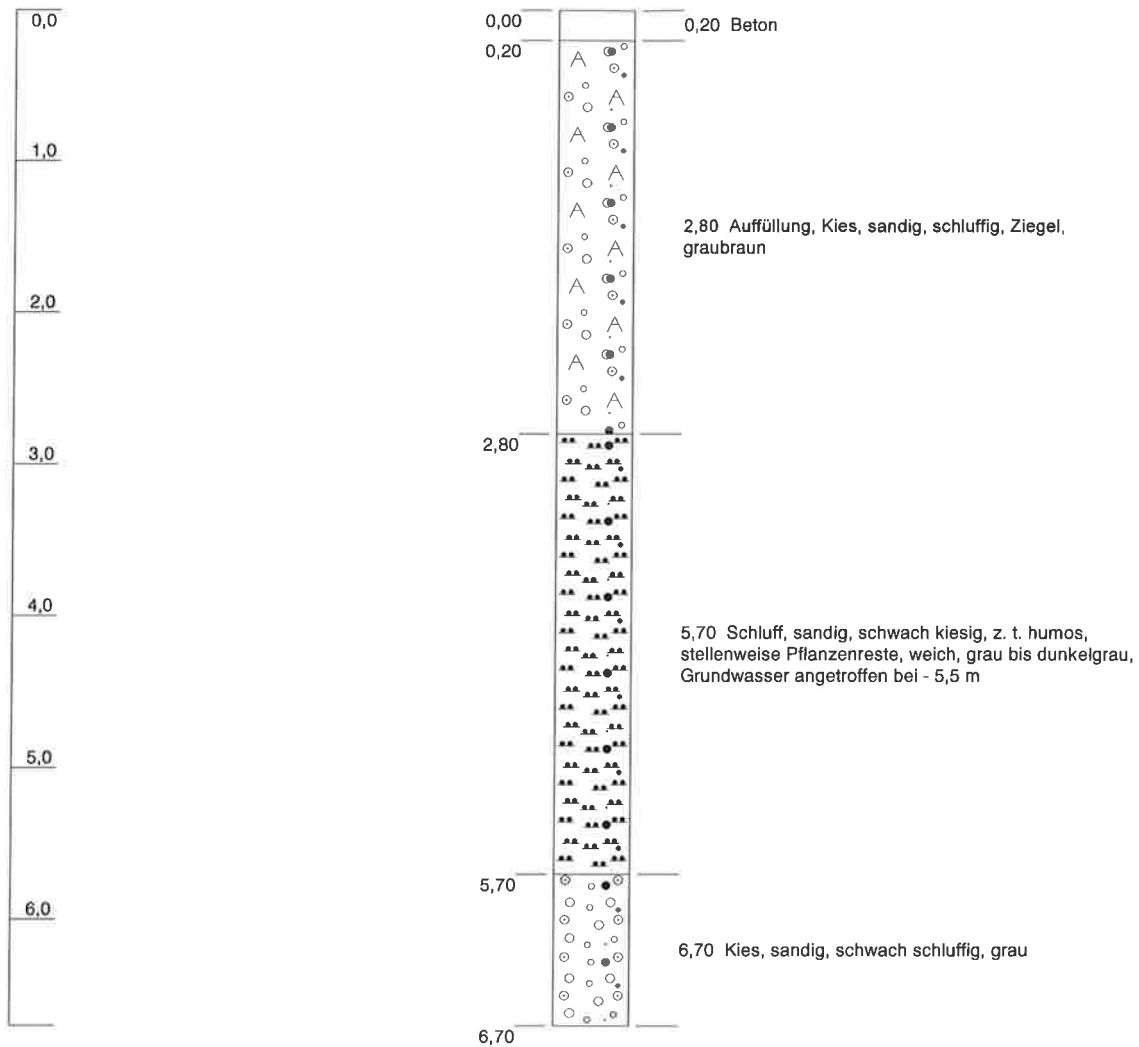 0,0
0,00
0,20 Beton
0,20
1,0
2,80 Auffüllung, Kies, sandig, schluffig, Ziegel,
graubraun
2,0
2,80
3,0
4,0
5,70 Schluff, sandig, schwach kiesig, z. t. humos,
stellenweise Pflanzenreste, weich, grau bis dunkelgrau,
Grundwasser angetroffen bei - 5,5 m
5,0
5,70
6,0
6,70 Kies, sandig, schwach schluffig, grau
6,70